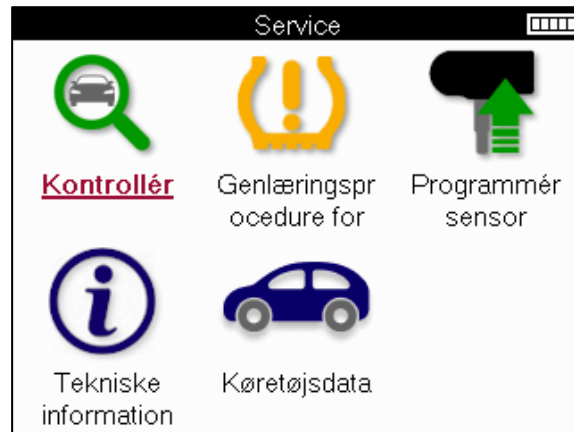 Service
Kontrollér
Genlæringspr
ocedure for
Programmér
sensor
Tekniske
information
Køretøjsdata